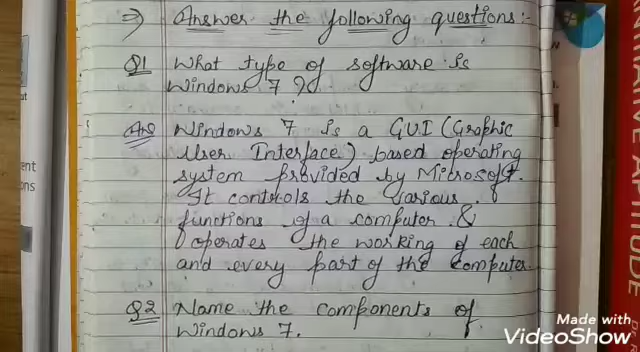 ⇒ Answer the following questions:-
Q1 What type of software is
Windows 7?
Ans Windows 7 is a GUI (Graphic
User Interface) based operating
system provided by Microsoft.
It controls the various
functions of a computer &
operates the working of each
and every part of the computer
Q2 Name the components of
Windows 7.
Made with
VideoShow